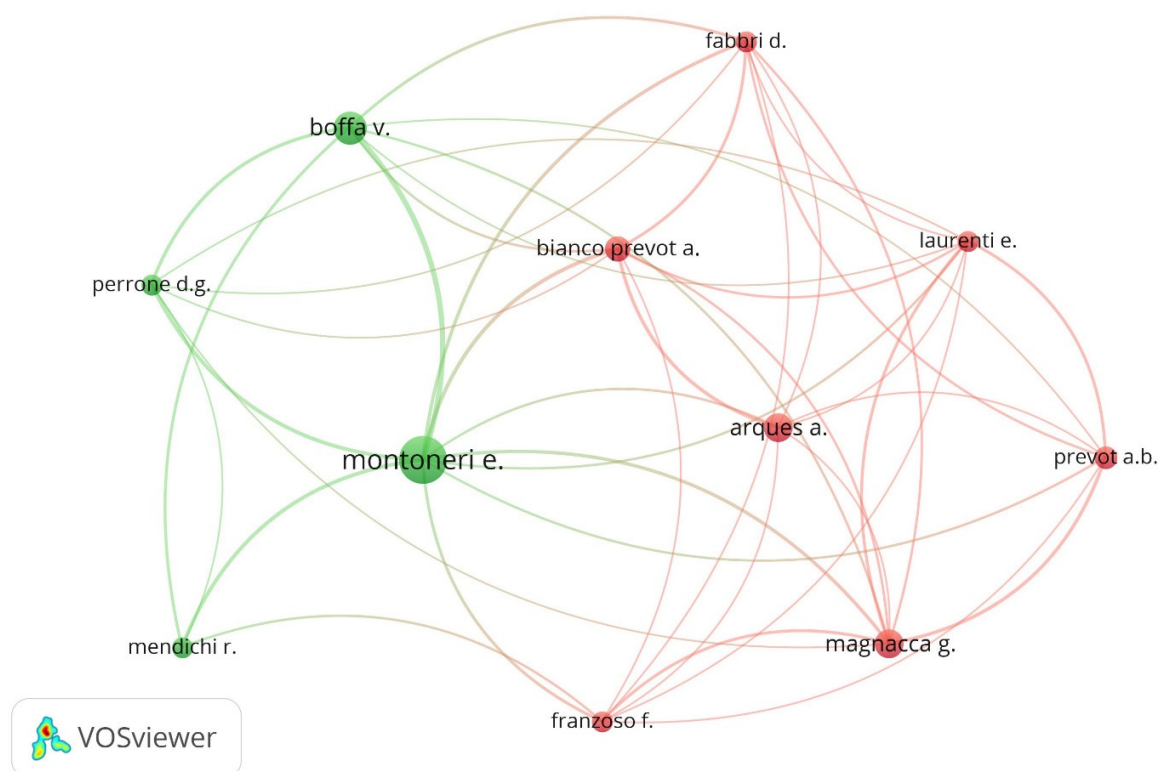 fabbri d.
boffa v.
bianco prevot a.
laurenti e.
perrone d.g.
arques a.
montoneri e.
prevot a.b.
mendichi r.
magnacca g.
franzoso f.
VOSviewer